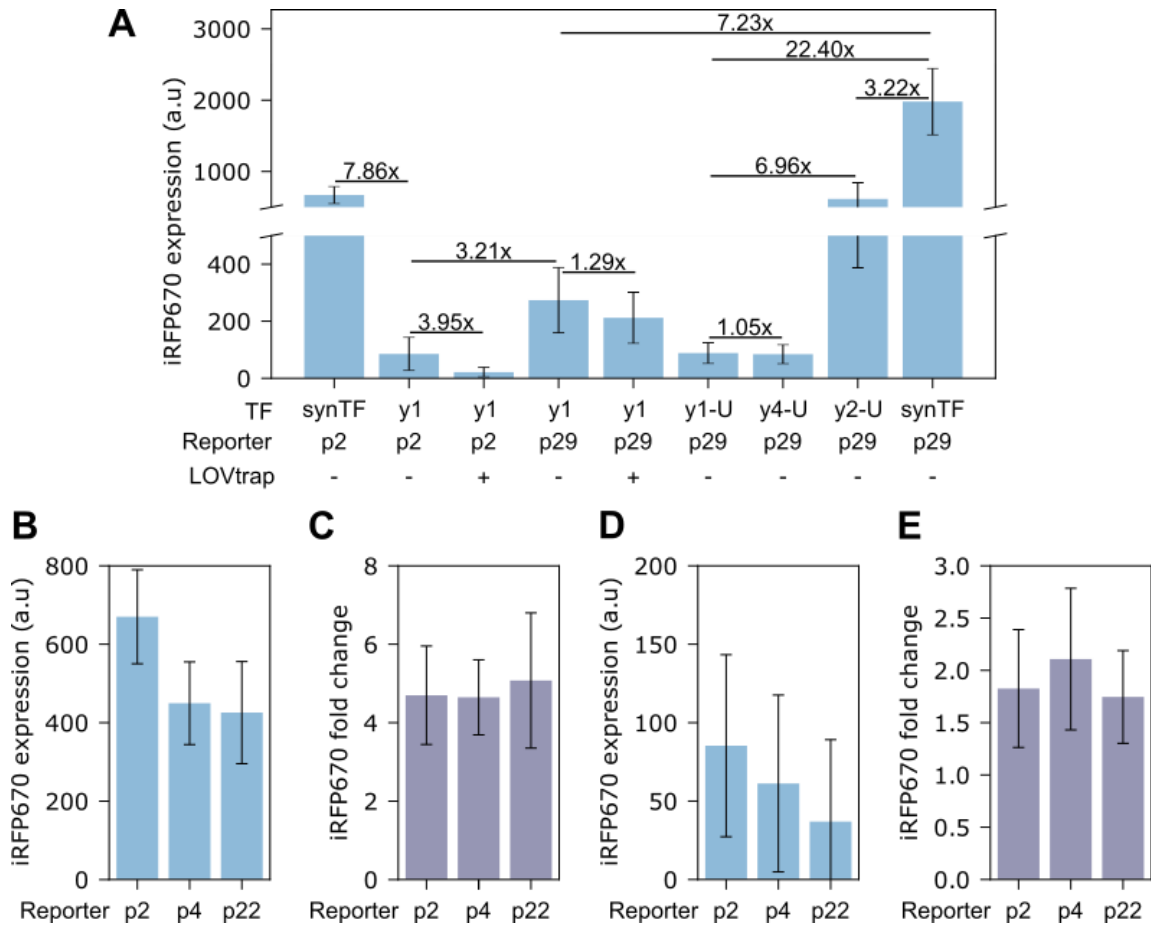 A
iRFP670 expression (a.u)
3000
2000
1000
400
200
0
7.23x
22.40x
3.22x
7.86x
6.96x
3.21x
1.29x
3.95x
1.05x
TF synTF y1 y1 y1 y1 y1-U y4-U y2-U synTF
Reporter p2 p2 p2 p29 p29 p29 p29 p29 p29
LOVtrap - - + - + - - - -
B
iRFP670 expression (a.u)
800
600
400
200
0
Reporter p2 p4 p22
C
iRFP670 fold change
8
6
4
2
0
p2 p4 p22
D
iRFP670 expression (a.u)
200
150
100
50
0
Reporter p2 p4 p22
E
iRFP670 fold change
3.0
2.5
2.0
1.5
1.0
0.5
0.0
Reporter p2 p4 p22